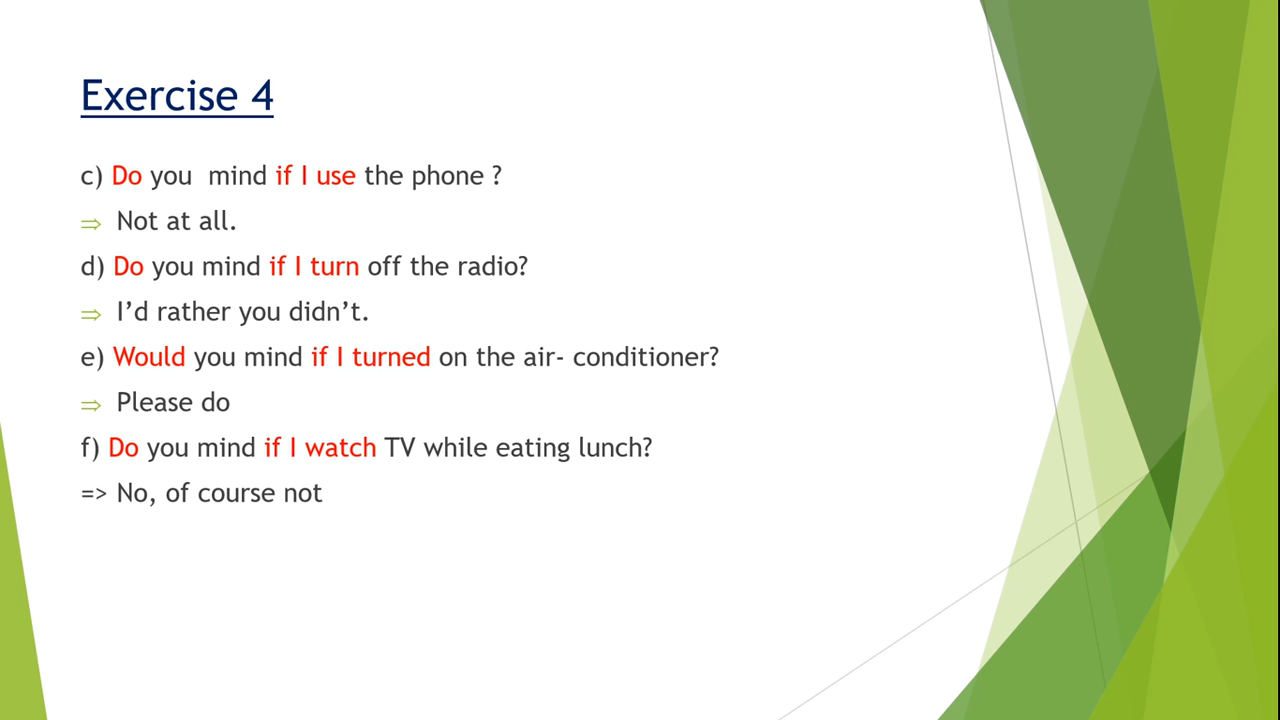 Exercise 4
c) Do you  mind if I use the phone ?
⇒ Not at all.
d) Do you mind if I turn off the radio?
⇒ I’d rather you didn’t.
e) Would you mind if I turned on the air- conditioner?
⇒ Please do
f) Do you mind if I watch TV while eating lunch?
=> No, of course not